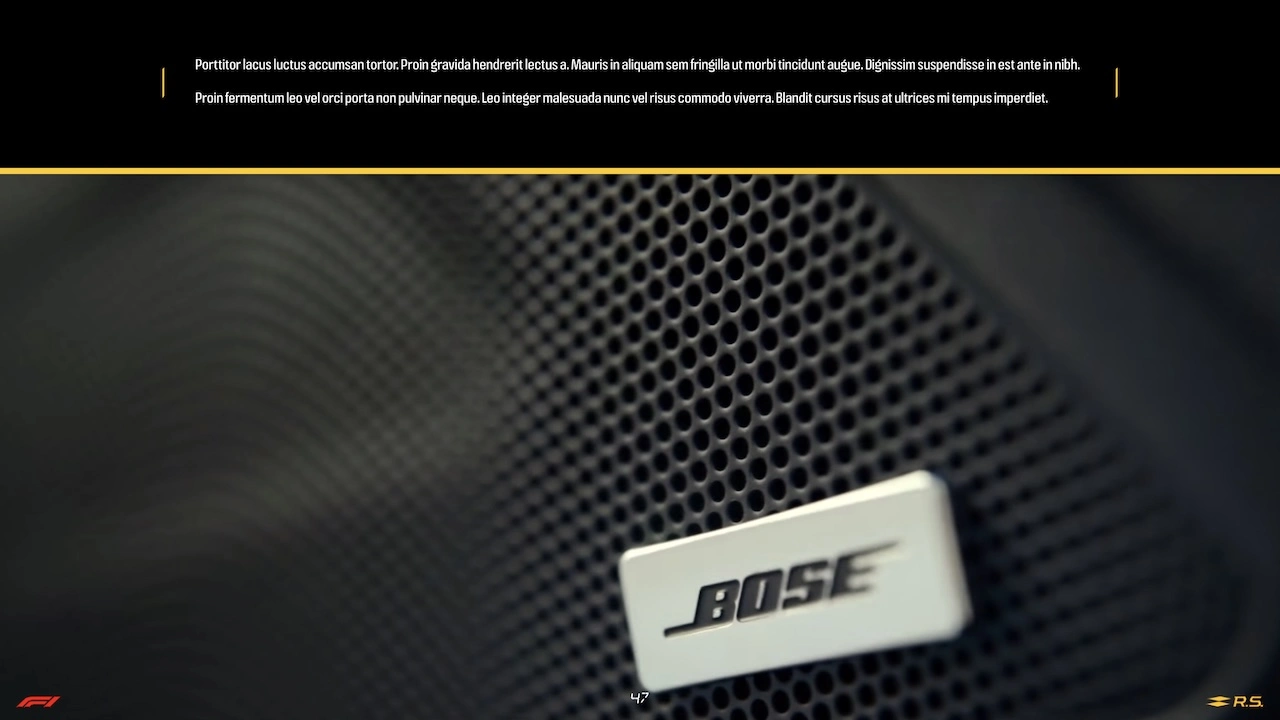 Porttitor lacus luctus accumsan tortor. Proin gravida hendrerit lectus a. Mauris in aliquam sem fringilla ut morbi tincidunt augue. Dignissim suspendisse in est ante in nibh.
Proin fermentum leo vel orci porta non pulvinar neque. Leo integer malesuada nunc vel risus commodo viverra. Blandit cursus risus at ultrices mi tempus imperdiet.
BOSE
F1
47
R.S.